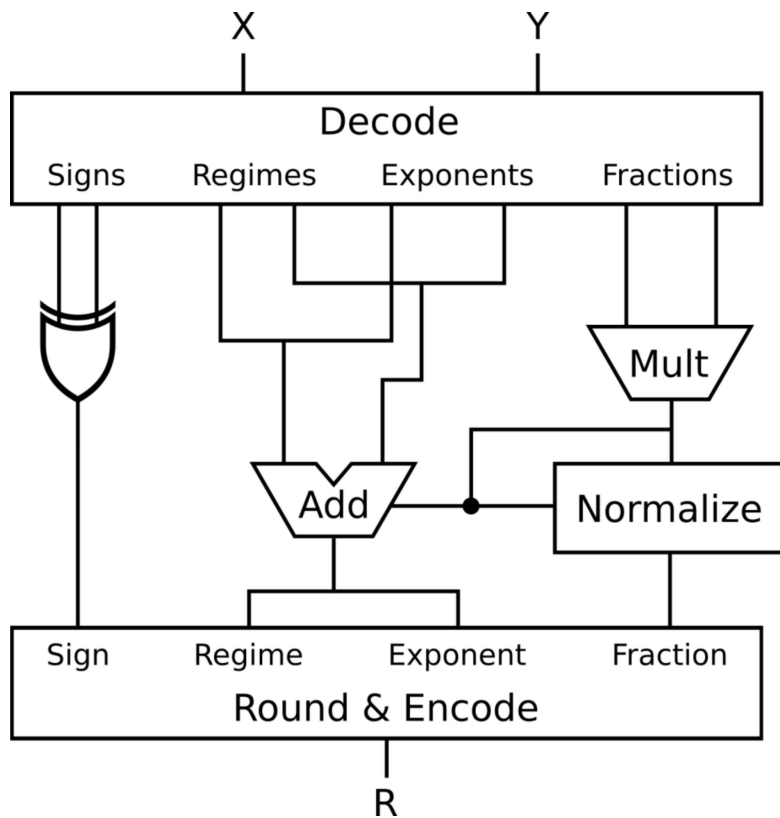 X Y
Decode
Signs Regimes Exponents Fractions
Mult
Add Normalize
Sign Regime Exponent Fraction
Round & Encode
R